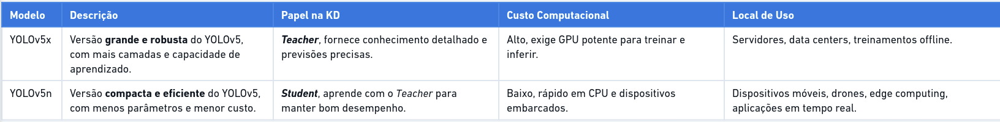 Modelo Descrição Papel na KD Custo Computacional Local de Uso
YOLOv5x Versão grande e robusta do YOLOv5, Teacher, fornece conhecimento detalhado e Alto, exige GPU potente para treinar e Servidores, data centers, treinamentos offline.
com mais camadas e capacidade de previsões precisas. inferir.
aprendizado.
YOLOv5n Versão compacta e eficiente do YOLOv5, Student, aprende com o Teacher para Baixo, rápido em CPU e dispositivos Dispositivos móveis, drones, edge computing,
com menos parâmetros e menor custo. manter bom desempenho. embarcados. aplicações em tempo real.